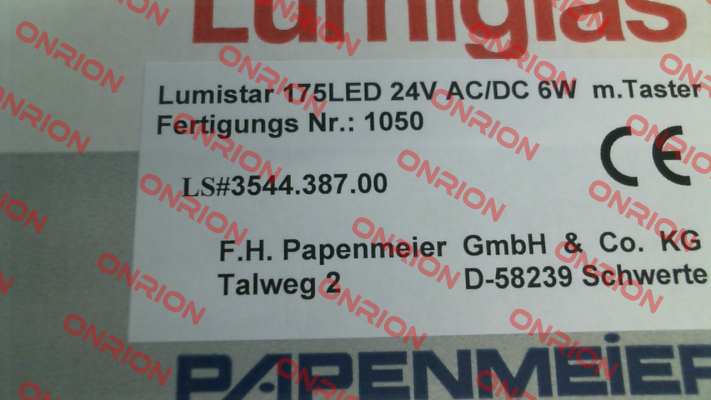 Lumiglas
Lumistar 175LED 24V AC/DC 6W m.Taster
Fertigungs Nr.: 1050
CE
LS#3544.387.00
F.H. Papenmeier GmbH & Co. KG
Talweg 2 D-58239 Schwerte
PAPENMEIER
ONRION